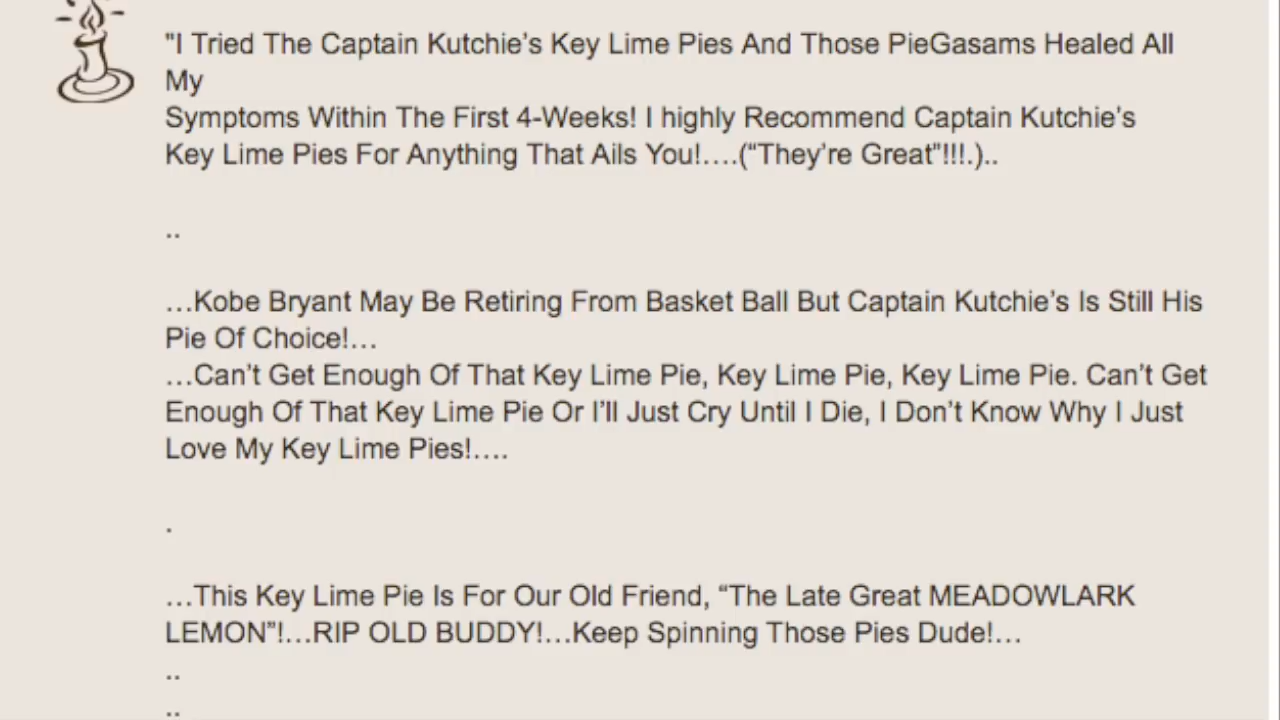 "I Tried The Captain Kutchie’s Key Lime Pies And Those PieGasams Healed All
My
Symptoms Within The First 4-Weeks! I highly Recommend Captain Kutchie’s
Key Lime Pies For Anything That Ails You!….(“They’re Great”!!!.)..
..
…Kobe Bryant May Be Retiring From Basket Ball But Captain Kutchie’s Is Still His
Pie Of Choice!…
…Can’t Get Enough Of That Key Lime Pie, Key Lime Pie, Key Lime Pie. Can’t Get
Enough Of That Key Lime Pie Or I’ll Just Cry Until I Die, I Don’t Know Why I Just
Love My Key Lime Pies!….
.
…This Key Lime Pie Is For Our Old Friend, “The Late Great MEADOWLARK
LEMON”!…RIP OLD BUDDY!…Keep Spinning Those Pies Dude!…
..
..